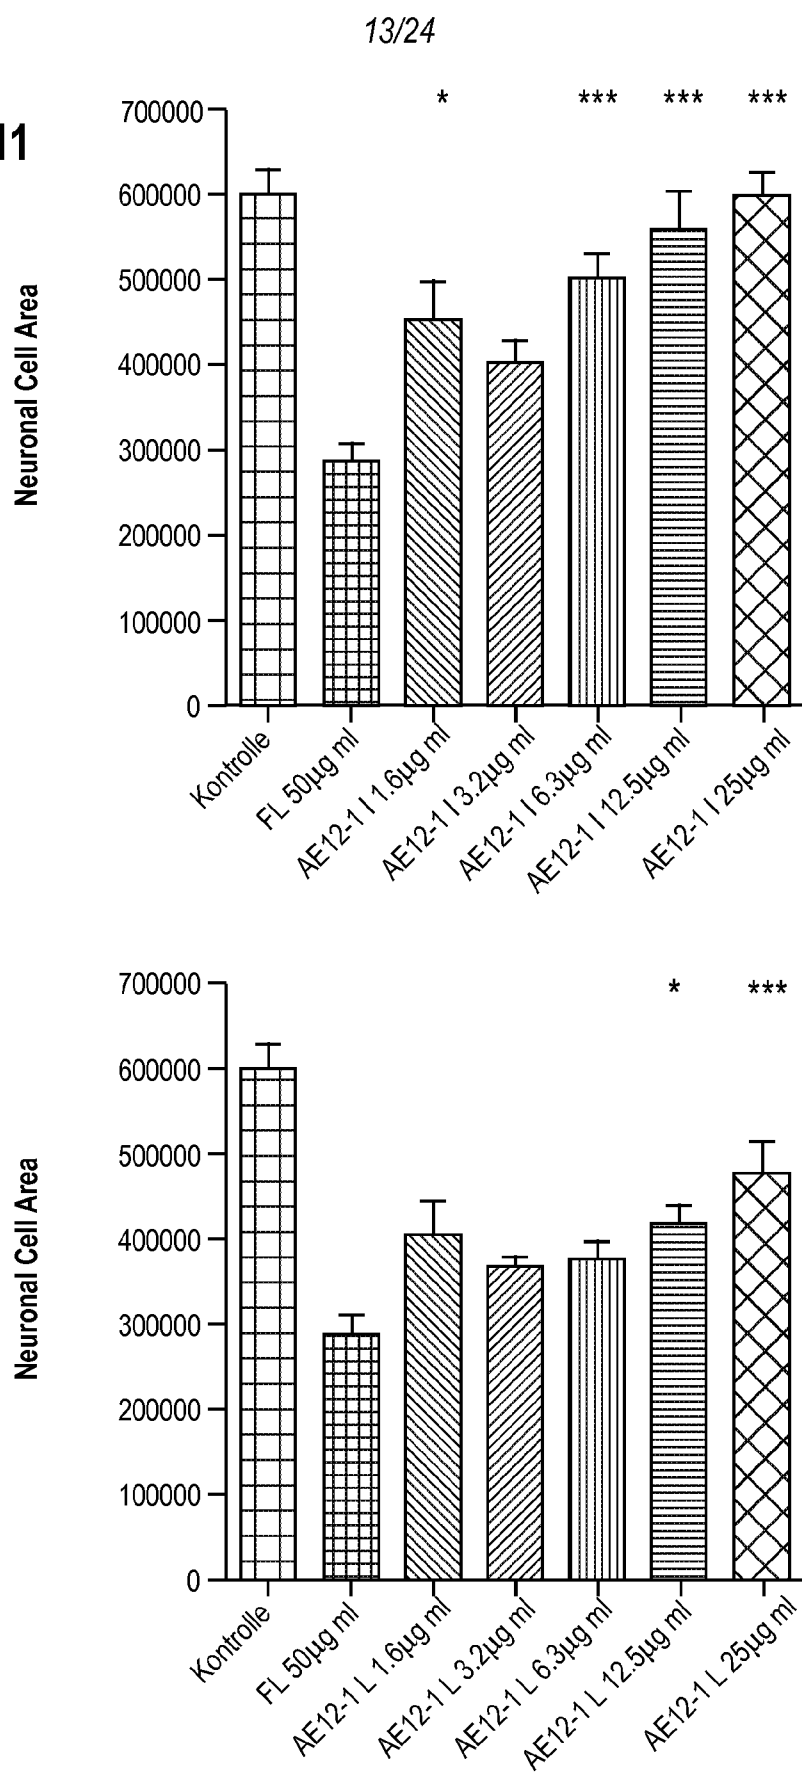 13/24
I1
* *** *** ***
Neuronal Cell Area
700000
600000
500000
400000
300000
200000
100000
0
Kontrolle
FL 50µg ml
AE12-1 I 1.6µg ml
AE12-1 I 3.2µg ml
AE12-1 I 6.3µg ml
AE12-1 I 12.5µg ml
AE12-1 I 25µg ml
* ***
Neuronal Cell Area
700000
600000
500000
400000
300000
200000
100000
0
Kontrolle
FL 50µg ml
AE12-1 L 1.6µg ml
AE12-1 L 3.2µg ml
AE12-1 L 6.3µg ml
AE12-1 L 12.5µg ml
AE12-1 L 25µg ml